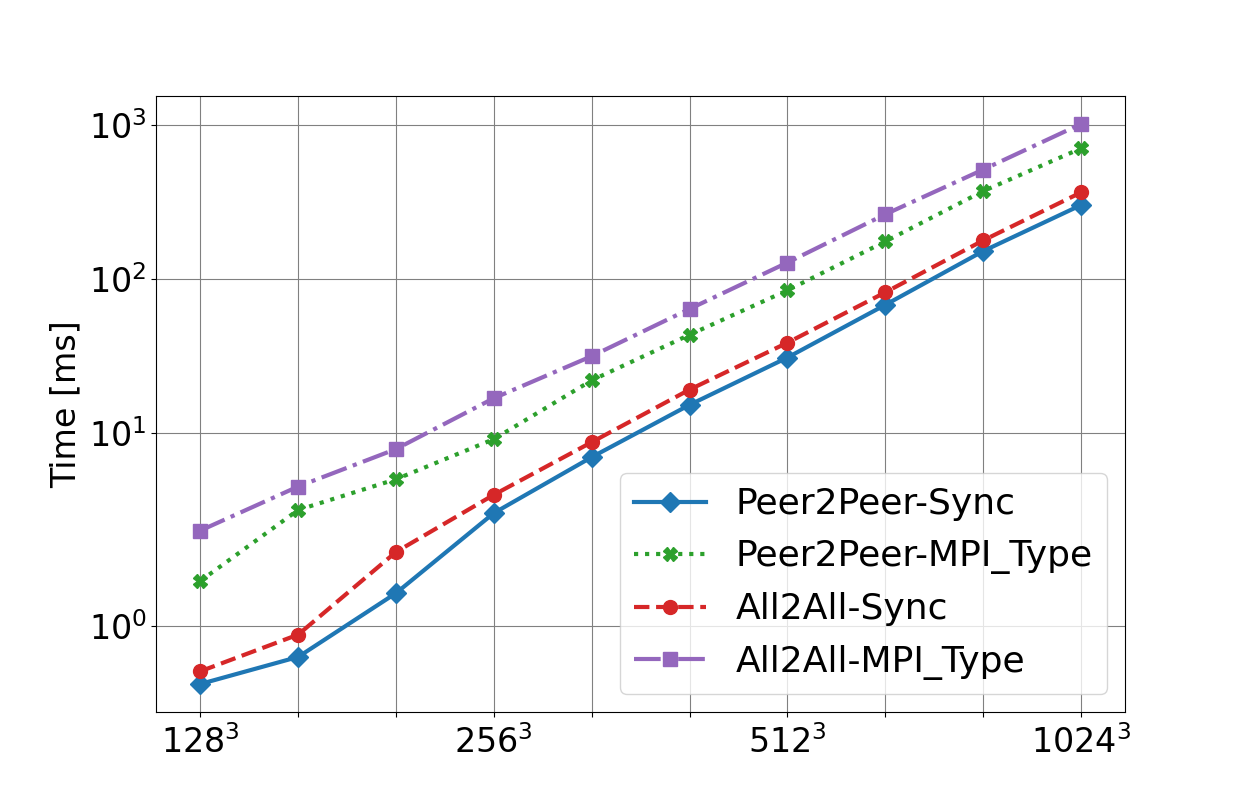 10³
10²
10¹
10⁰
Time [ms]
Peer2Peer-Sync
Peer2Peer-MPI_Type
All2All-Sync
All2All-MPI_Type
128³ 256³ 512³ 1024³